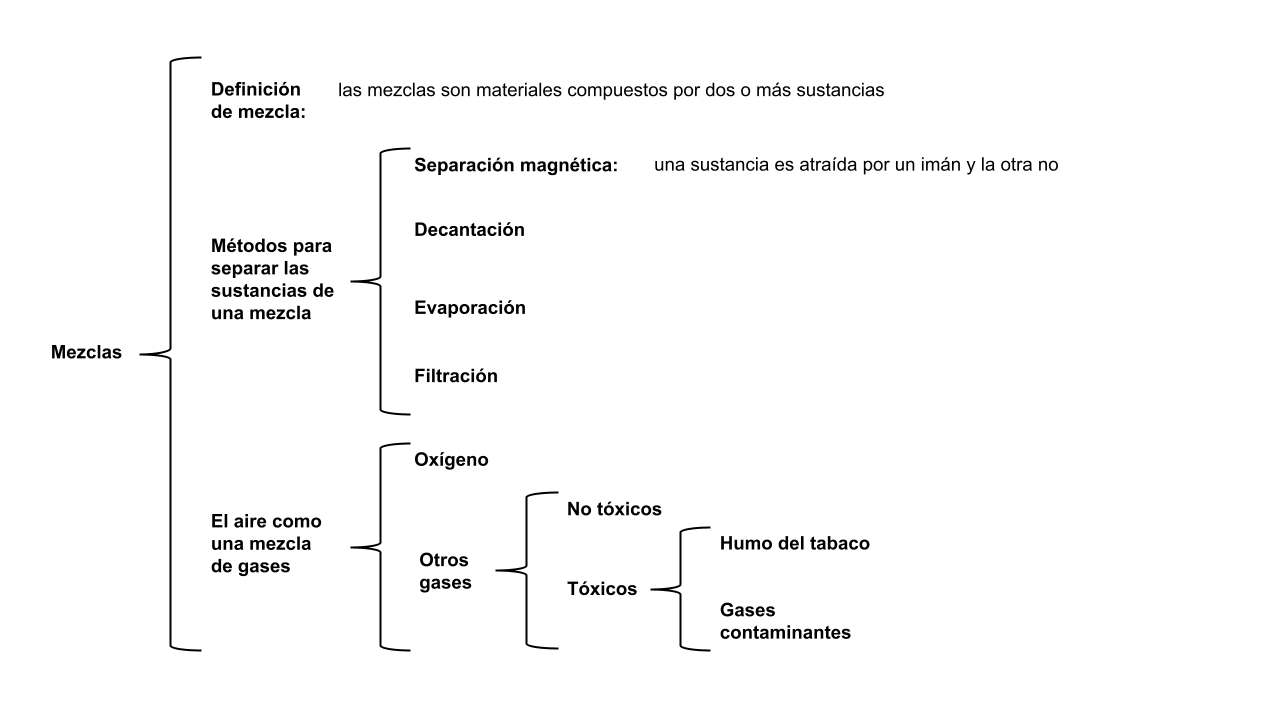 Definición
de mezcla:
las mezclas son materiales compuestos por dos o más sustancias
Separación magnética:
una sustancia es atraída por un imán y la otra no
Decantación
Métodos para
separar las
sustancias de
una mezcla
Evaporación
Mezclas
Filtración
Oxígeno
El aire como
una mezcla
de gases
No tóxicos
Otros
gases
Humo del tabaco
Tóxicos
Gases
contaminantes